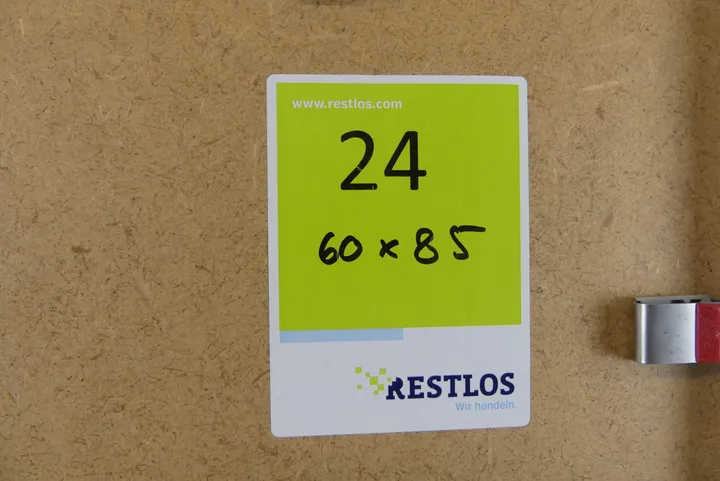 www.restlos.com
24
60 x 85
RESTLOS
Wir handeln.